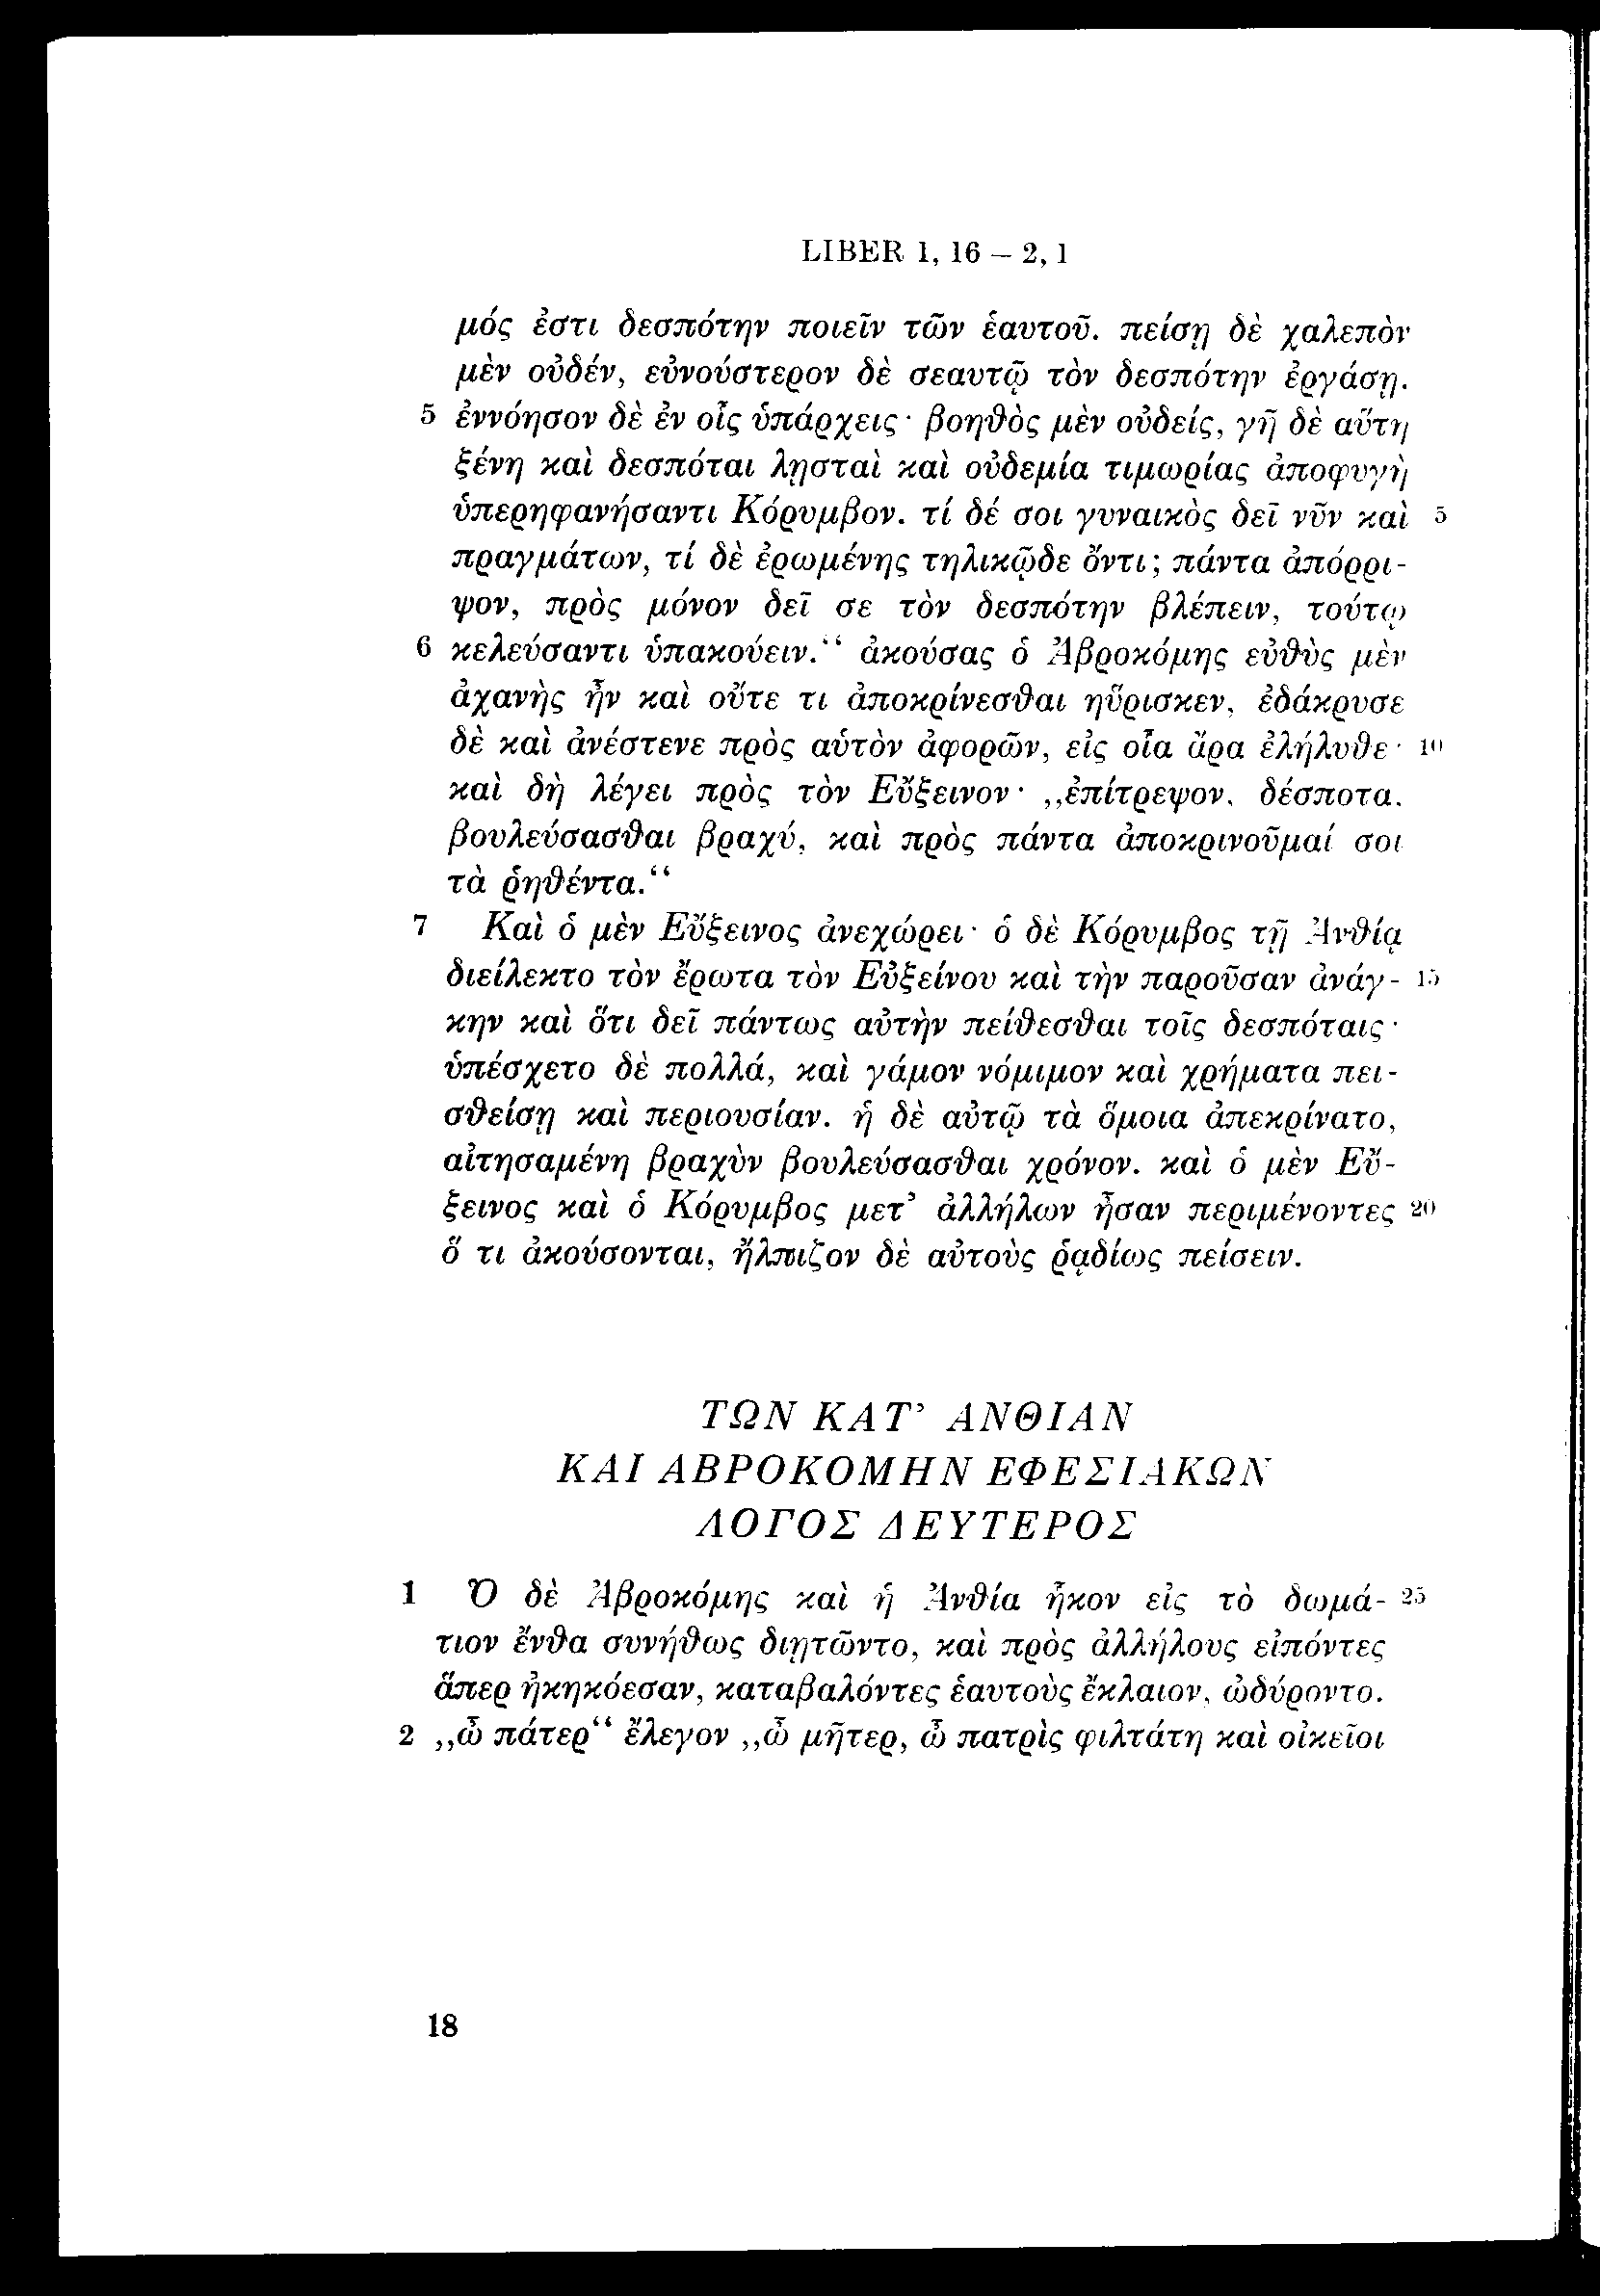 LIBER 1, 16 – 2, 1
μός ἐστι δεσπότην ποιεῖν τῶν ἑαυτοῦ. πείσῃ δὲ χαλεπὸν
μὲν οὐδέν, εὐνούστερον δὲ σεαυτῷ τὸν δεσπότην ἐργάσῃ.
5 ἐννόησον δὲ ἐν οἷς ὑπάρχεις· βοηθὸς μὲν οὐδείς, γῆ δὲ αὕτη
ξένη καὶ δεσπόται λῃσταὶ καὶ οὐδεμία τιμωρίας ἀποφυγὴ
ὑπερηφανήσαντι Κόρυμβον. τί δέ σοι γυναικὸς δεῖ νῦν καὶ 5
πραγμάτων, τί δὲ ἐρωμένης τηλικῷδε ὄντι; πάντα ἀπόρρι-
ψον, πρὸς μόνον δεῖ σε τὸν δεσπότην βλέπειν, τούτῳ
6 κελεύσαντι ὑπακούειν.“ ἀκούσας ὁ Ἁβροκόμης εὐθὺς μὲν
ἀχανὴς ἦν καὶ οὔτε τι ἀποκρίνεσθαι ηὕρισκεν, ἐδάκρυσε
δὲ καὶ ἀνέστενε πρὸς αὑτὸν ἀφορῶν, εἰς οἷα ἄρα ἐλήλυθε· 10
καὶ δὴ λέγει πρὸς τὸν Εὔξεινον· „ἐπίτρεψον, δέσποτα,
βουλεύσασθαι βραχύ, καὶ πρὸς πάντα ἀποκρινοῦμαί σοι
τὰ ῥηθέντα.“
7 Καὶ ὁ μὲν Εὔξεινος ἀνεχώρει· ὁ δὲ Κόρυμβος τῇ Ἀνθίᾳ
διείλεκτο τὸν ἔρωτα τὸν Εὐξείνου καὶ τὴν παροῦσαν ἀνάγ- 15
κην καὶ ὅτι δεῖ πάντως αὐτὴν πείθεσθαι τοῖς δεσπόταις·
ὑπέσχετο δὲ πολλά, καὶ γάμον νόμιμον καὶ χρήματα πει-
σθείσῃ καὶ περιουσίαν. ἡ δὲ αὐτῷ τὰ ὅμοια ἀπεκρίνατο,
αἰτησαμένη βραχὺν βουλεύσασθαι χρόνον. καὶ ὁ μὲν Εὔ-
ξεινος καὶ ὁ Κόρυμβος μετ’ ἀλλήλων ἦσαν περιμένοντες 20
ὅ τι ἀκούσονται, ἤλπιζον δὲ αὐτοὺς ῥᾳδίως πείσειν.
ΤΩΝ ΚΑΤ’ ΑΝΘΙΑΝ
ΚΑΙ ΑΒΡΟΚΟΜΗΝ ΕΦΕΣΙΑΚΩΝ
ΛΟΓΟΣ ΔΕΥΤΕΡΟΣ
1 Ὁ δὲ Ἁβροκόμης καὶ ἡ Ἀνθία ἧκον εἰς τὸ δωμά- 25
τιον ἔνθα συνήθως διῃτῶντο, καὶ πρὸς ἀλλήλους εἰπόντες
ἅπερ ἠκηκόεσαν, καταβαλόντες ἑαυτοὺς ἔκλαιον, ὠδύροντο.
2 „ὦ πάτερ“ ἔλεγον „ὦ μῆτερ, ὦ πατρὶς φιλτάτη καὶ οἰκεῖοι
18